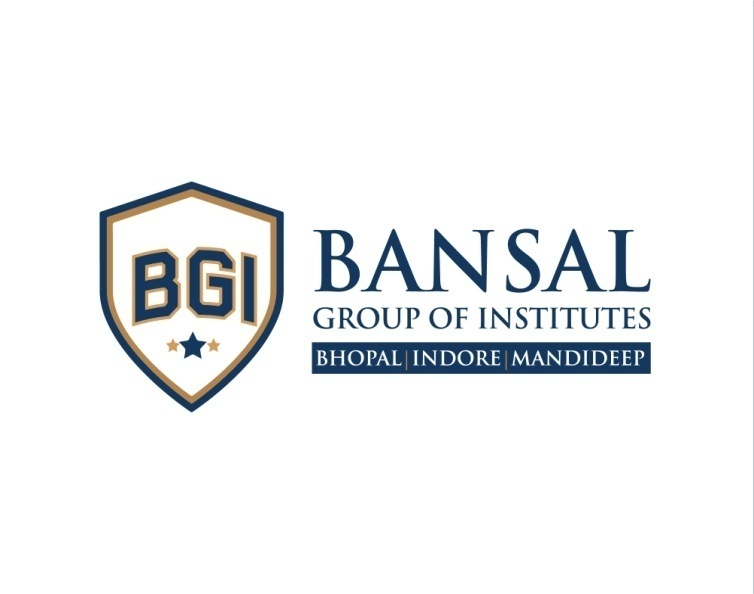 BGI
BANSAL
GROUP OF INSTITUTES
BHOPAL|INDORE|MANDIDEEP